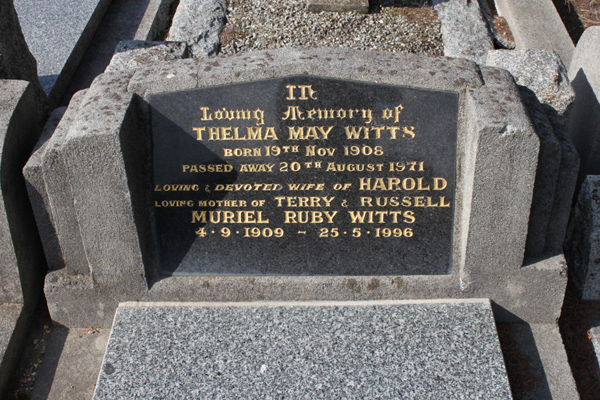 In
Loving Memory of
THELMA MAY WITTS
BORN 19TH NOV 1908
PASSED AWAY 20TH AUGUST 1971
LOVING & DEVOTED WIFE OF HAROLD
LOVING MOTHER OF TERRY & RUSSELL
MURIEL RUBY WITTS
4·9·1909 ~ 25·5·1996